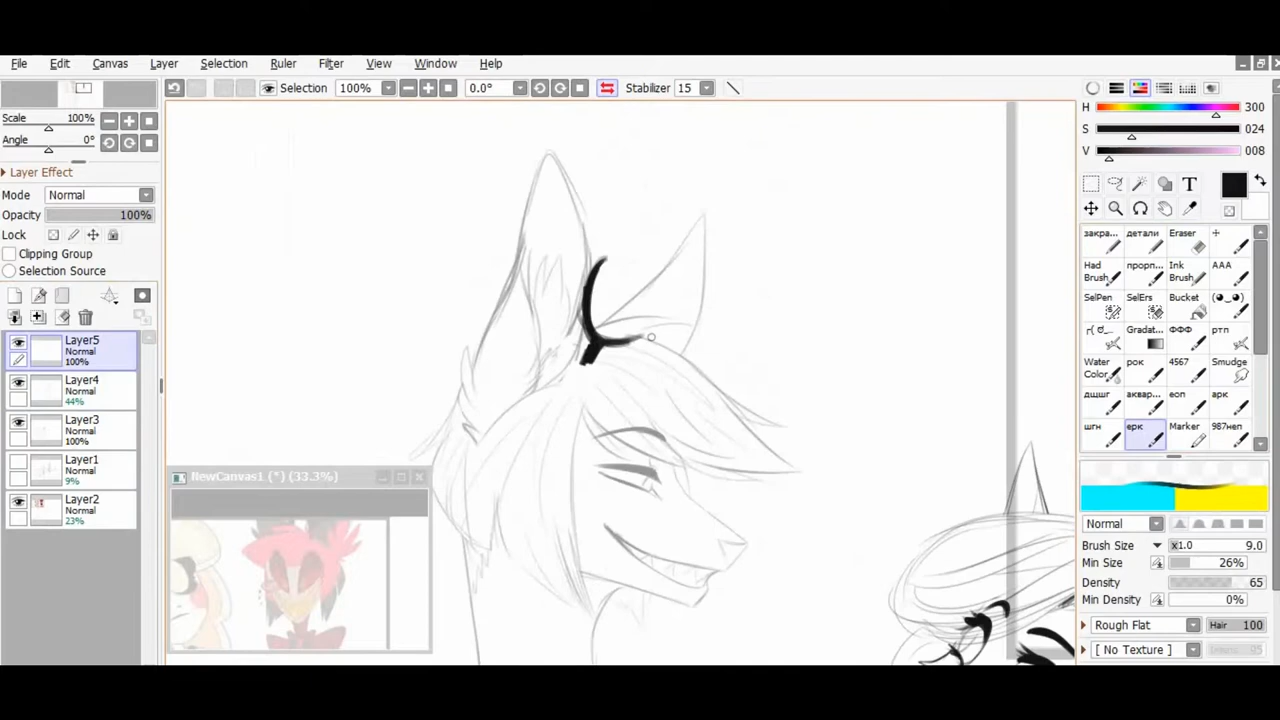 File Edit Canvas Layer Selection Ruler Filter View Window Help
Selection 100% 0.0° Stabilizer 15
Scale 100%
Angle 0°
Layer Effect
Mode Normal
Opacity 100%
Lock
Clipping Group
Selection Source
Layer5
Normal
100%
Layer4
Normal
44%
Layer3
Normal
100%
Layer1
Normal
9%
Layer2
Normal
23%
NewCanvas1 (*) (33.3%)
H 300
S 024
V 008
T
закра... детали Eraser
Had Brush прорп... Ink Brush AAA
SelPen SelErs Bucket
Gradat... ФФФ ртп
Water Color рок 4567 Smudge
дщшг аквар... еоп арк
шгн ерк Marker 987неп
Normal
Brush Size x1.0 9.0
Min Size 26%
Density 65
Min Density 0%
Rough Flat Hair 100
[ No Texture ]